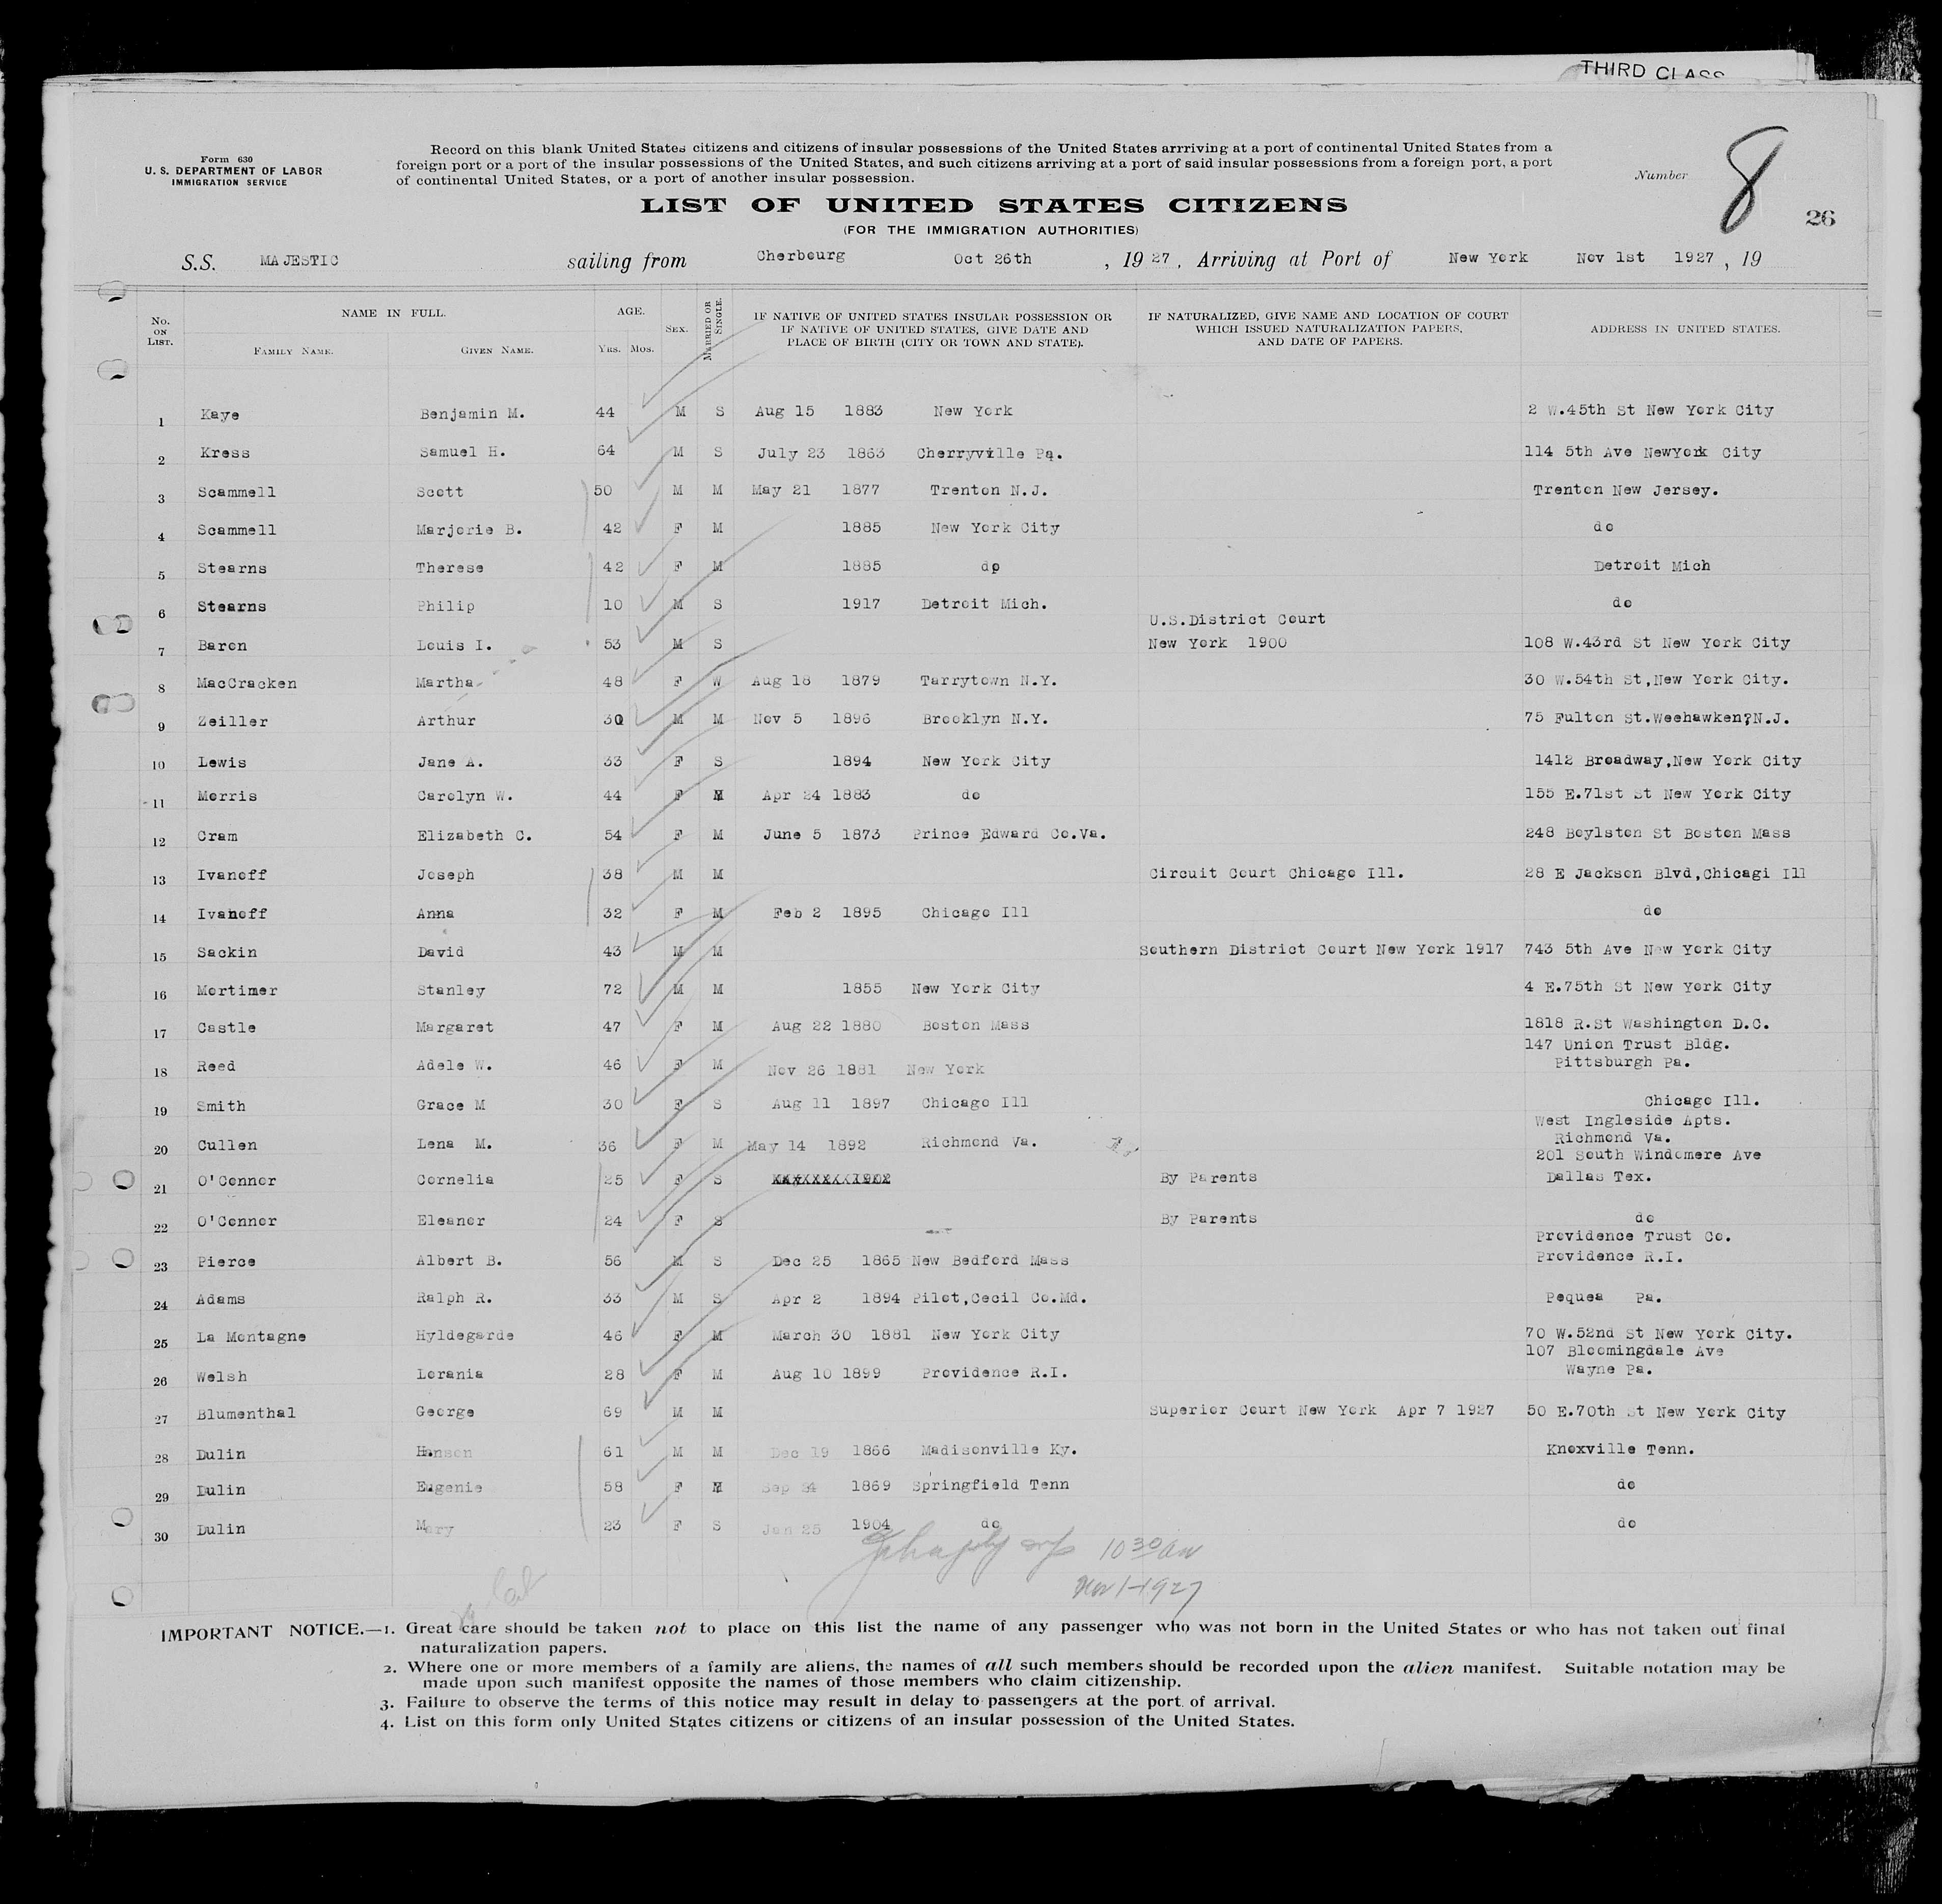 THIRD CLASS
Form 630
U. S. DEPARTMENT OF LABOR
IMMIGRATION SERVICE
Record on this blank United States citizens and citizens of insular possessions of the United States arrriving at a port of continental United States from a
foreign port or a port of the insular possessions of the United States, and such citizens arriving at a port of said insular possessions from a foreign port, a port
of continental United States, or a port of another insular possession.
Number 8
26
LIST OF UNITED STATES CITIZENS
(FOR THE IMMIGRATION AUTHORITIES)
S.S. MAJESTIC sailing from Cherbourg Oct 26th , 19 27 , Arriving at Port of New York Nov 1st 1927 , 19
No. ON LIST. NAME IN FULL. FAMILY NAME. GIVEN NAME. AGE. YRS. MOS. SEX. MARRIED OR SINGLE. IF NATIVE OF UNITED STATES INSULAR POSSESSION OR IF NATIVE OF UNITED STATES, GIVE DATE AND PLACE OF BIRTH (CITY OR TOWN AND STATE). IF NATURALIZED, GIVE NAME AND LOCATION OF COURT WHICH ISSUED NATURALIZATION PAPERS, AND DATE OF PAPERS. ADDRESS IN UNITED STATES.
1 Kaye Benjamin M. 44 M S Aug 15 1883 New York 2 W.45th St New York City
2 Kress Samuel H. 64 M S July 23 1863 Cherryville Pa. 114 5th Ave NewYork City
3 Scammell Scott 50 M M May 21 1877 Trenton N.J. Trenton New Jersey.
4 Scammell Marjorie B. 42 F M 1885 New York City do
5 Stearns Therese 42 F M 1885 do Detroit Mich
6 Stearns Philip 10 M S 1917 Detroit Mich. do
U.S.District Court
7 Baron Louis I. 53 M S New York 1900 108 W.43rd St New York City
8 MacCracken Martha 48 F W Aug 18 1879 Tarrytown N.Y. 30 W.54th St,New York City.
9 Zeiller Arthur 30 M M Nov 5 1896 Brooklyn N.Y. 75 Fulton St.Weehawken?N.J.
10 Lewis Jane A. 33 F S 1894 New York City 1412 Broadway,New York City
11 Morris Carolyn W. 44 F M Apr 24 1883 do 155 E.71st St New York City
12 Cram Elizabeth C. 54 F M June 5 1873 Prince Edward Co.Va. 248 Boylston St Boston Mass
13 Ivanoff Joseph 38 M M Circuit Court Chicago Ill. 28 E Jackson Blvd,Chicagi Ill
14 Ivanoff Anna 32 F M Feb 2 1895 Chicago Ill do
15 Sackin David 43 M M Southern District Court New York 1917 743 5th Ave New York City
16 Mortimer Stanley 72 M M 1855 New York City 4 E.75th St New York City
17 Castle Margaret 47 F M Aug 22 1880 Boston Mass 1818 R.St Washington D.C.
147 Union Trust Bldg.
18 Reed Adele W. 46 F M Nov 26 1881 New York Pittsburgh Pa.
19 Smith Grace M 30 F S Aug 11 1897 Chicago Ill Chicago Ill.
West Ingleside Apts.
20 Cullen Lena M. 36 F M May 14 1892 Richmond Va. Richmond Va.
201 South Windomere Ave
21 O'Connor Cornelia 25 F S 1902 By Parents Dallas Tex.
22 O'Connor Eleanor 24 F S By Parents do
Providence Trust Co.
23 Pierce Albert B. 56 M S Dec 25 1865 New Bedford Mass Providence R.I.
24 Adams Ralph R. 33 M S Apr 2 1894 Pilot,Cecil Co.Md. Pequea Pa.
25 La Montagne Hyldegarde 46 F M March 30 1881 New York City 70 W.52nd St New York City.
107 Bloomingdale Ave
26 Welsh Lorania 28 F M Aug 10 1899 Providence R.I. Wayne Pa.
27 Blumenthal George 69 M M Superior Court New York Apr 7 1927 50 E.70th St New York City
28 Dulin Hanson 61 M M Dec 19 1866 Madisonville Ky. Knoxville Tenn.
29 Dulin Eugenie 58 F M Sep 24 1869 Springfield Tenn do
30 Dulin Mary 23 F S Jan 25 1904 do do
10 30 am
Nov 1-1927
IMPORTANT NOTICE.—1. Great care should be taken not to place on this list the name of any passenger who was not born in the United States or who has not taken out final
naturalization papers.
2. Where one or more members of a family are aliens, the names of all such members should be recorded upon the alien manifest. Suitable notation may be
made upon such manifest opposite the names of those members who claim citizenship.
3. Failure to observe the terms of this notice may result in delay to passengers at the port of arrival.
4. List on this form only United States citizens or citizens of an insular possession of the United States.